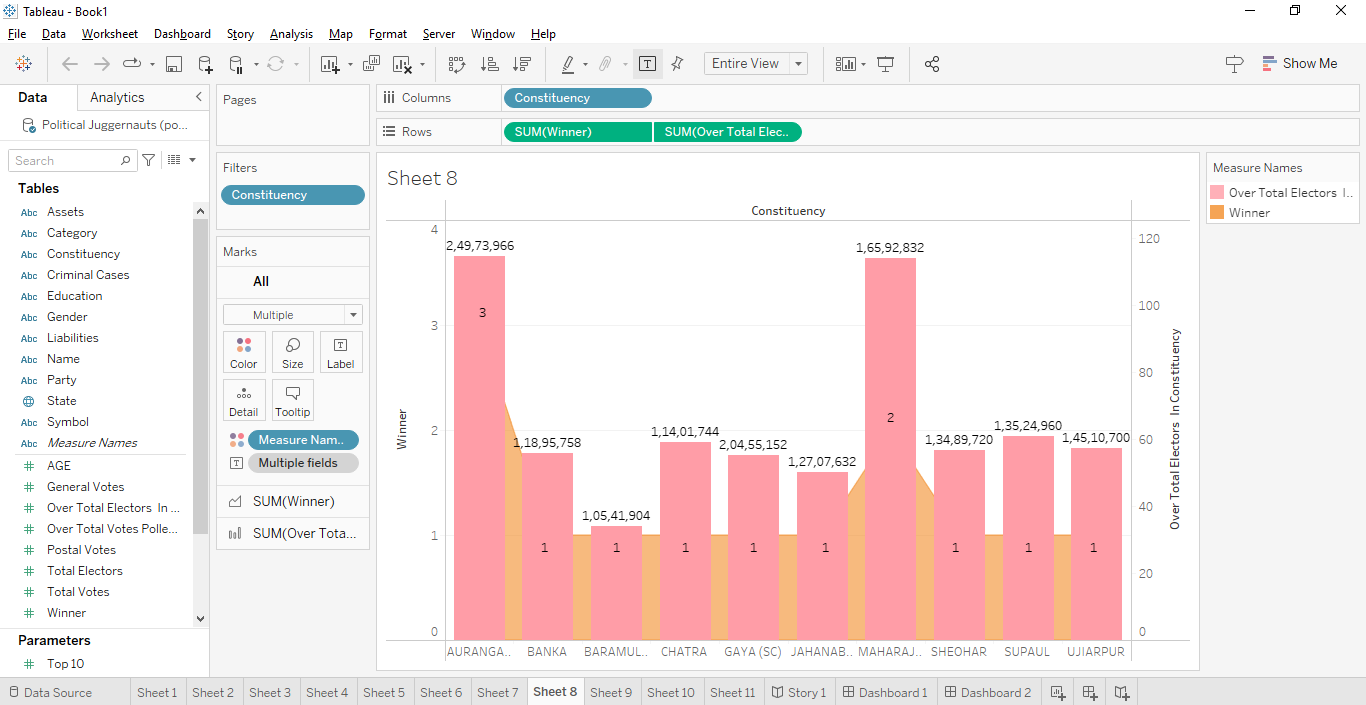 Tableau - Book1
File Data Worksheet Dashboard Story Analysis Map Format Server Window Help
Entire View
Show Me
Data Analytics
Political Juggernauts (po...
Search
Tables
Abc Assets
Abc Category
Abc Constituency
Abc Criminal Cases
Abc Education
Abc Gender
Abc Liabilities
Abc Name
Abc Party
State
Abc Symbol
Abc Measure Names
# AGE
# General Votes
# Over Total Electors In ...
# Over Total Votes Polle...
# Postal Votes
# Total Electors
# Total Votes
# Winner
Parameters
# Top 10
Pages
Filters
Constituency
Marks
All
Multiple
Color Size Label
Detail Tooltip
Measure Nam..
Multiple fields
SUM(Winner)
SUM(Over Tota...
Columns Constituency
Rows SUM(Winner) SUM(Over Total Elec..
Sheet 8
Constituency
4
3
2
1
0
Winner
2,49,73,966
3
1,18,95,758
1
1,05,41,904
1
1,14,01,744
1
2,04,55,152
1
1,27,07,632
1
1,65,92,832
2
1,34,89,720
1
1,35,24,960
1
1,45,10,700
1
120
100
80
60
40
20
0
Over Total Electors In Constituency
AURANGA.. BANKA BARAMUL.. CHATRA GAYA (SC) JAHANAB.. MAHARAJ.. SHEOHAR SUPAUL UJIARPUR
Measure Names
Over Total Electors I..
Winner
Data Source Sheet 1 Sheet 2 Sheet 3 Sheet 4 Sheet 5 Sheet 6 Sheet 7 Sheet 8 Sheet 9 Sheet 10 Sheet 11 Story 1 Dashboard 1 Dashboard 2